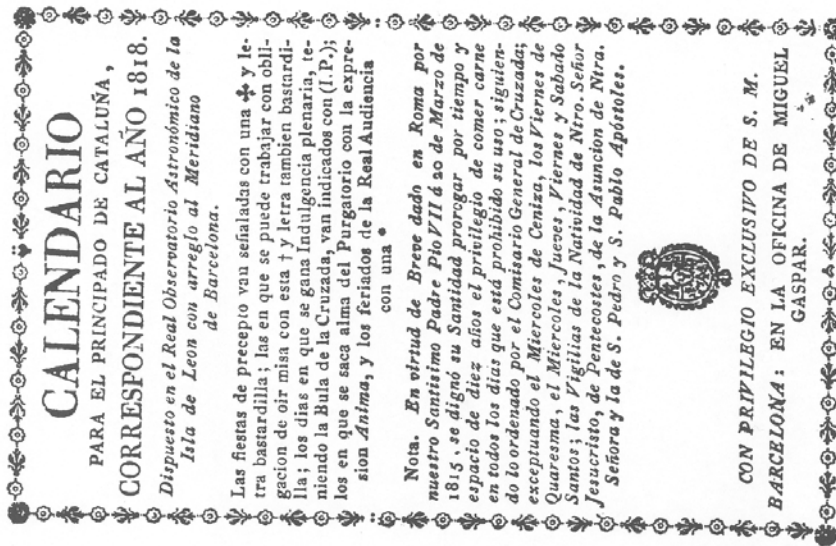 CALENDARIO
PARA EL PRINCIPADO DE CATALUÑA,
CORRESPONDIENTE AL AÑO 1818.
Dispuesto en el Real Observatorio Astronómico de la
Isla de Leon con arreglo al Meridiano
de Barcelona.
Las fiestas de precepto van señaladas con una ✤ y le-
tra bastardilla; las en que se puede trabajar con obli-
gacion de oir misa con esta † y letra tambien bastardi-
lla; los dias en que se gana Indulgencia plenaria, te-
niendo la Bula de la Cruzada, van indicados con (I.P.);
los en que se saca alma del Purgatorio con la expre-
sion Anima, y los feriados de la Real Audiencia
con una *
Nota. En virtud de Breve dado en Roma por
nuestro Santisimo Padre Pio VII á 20 de Marzo de
1815, se dignó su Santidad prorogar por tiempo y
espacio de diez años el privilegio de comer carne
en todos los dias que está prohibido su uso; siguien-
do lo ordenado por el Comisario General de Cruzada;
exceptuando el Miercoles de Ceniza, los Viernes de
Quaresma, el Miercoles, Jueves, Viernes y Sabado
Santos; las Vigilias de la Natividad de Ntro. Señor
Jesucristo, de Pentecostes, de la Asuncion de Ntra.
Señora y la de S. Pedro y S. Pablo Apóstoles.
CON PRIVILEGIO EXCLUSIVO DE S. M.
BARCELONA: EN LA OFICINA DE MIGUEL
GASPAR.